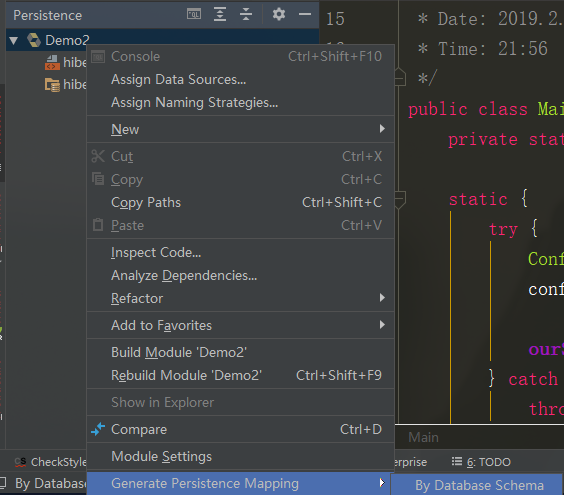 Persistence
Demo2
hibe
hibe
Console Ctrl+Shift+F10
Assign Data Sources...
Assign Naming Strategies...
New
Cut Ctrl+X
Copy Ctrl+C
Copy Paths Ctrl+Shift+C
Paste Ctrl+V
Inspect Code...
Analyze Dependencies...
Refactor
Add to Favorites
Build Module 'Demo2'
Rebuild Module 'Demo2' Ctrl+Shift+F9
Show in Explorer
Compare Ctrl+D
Module Settings
Generate Persistence Mapping
By Database Schema
15 * Date: 2019.2.
* Time: 21:56
*/
public class Mai
private stat
static {
try {
Conf
conf
ourS
} catch
thro
Main
CheckStyle
erprise
6: TODO
By Database